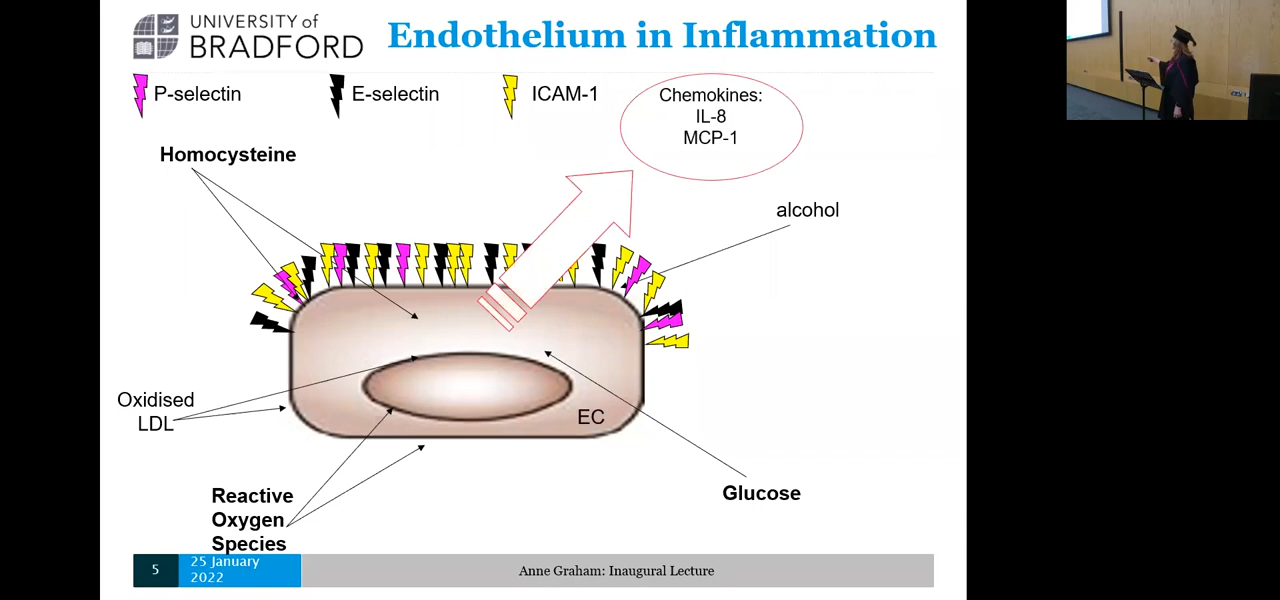 UNIVERSITY of
BRADFORD
Endothelium in Inflammation
P-selectin
E-selectin
ICAM-1
Chemokines:
IL-8
MCP-1
Homocysteine
alcohol
Oxidised
LDL
EC
Glucose
Reactive
Oxygen
Species
5
25 January
2022
Anne Graham: Inaugural Lecture